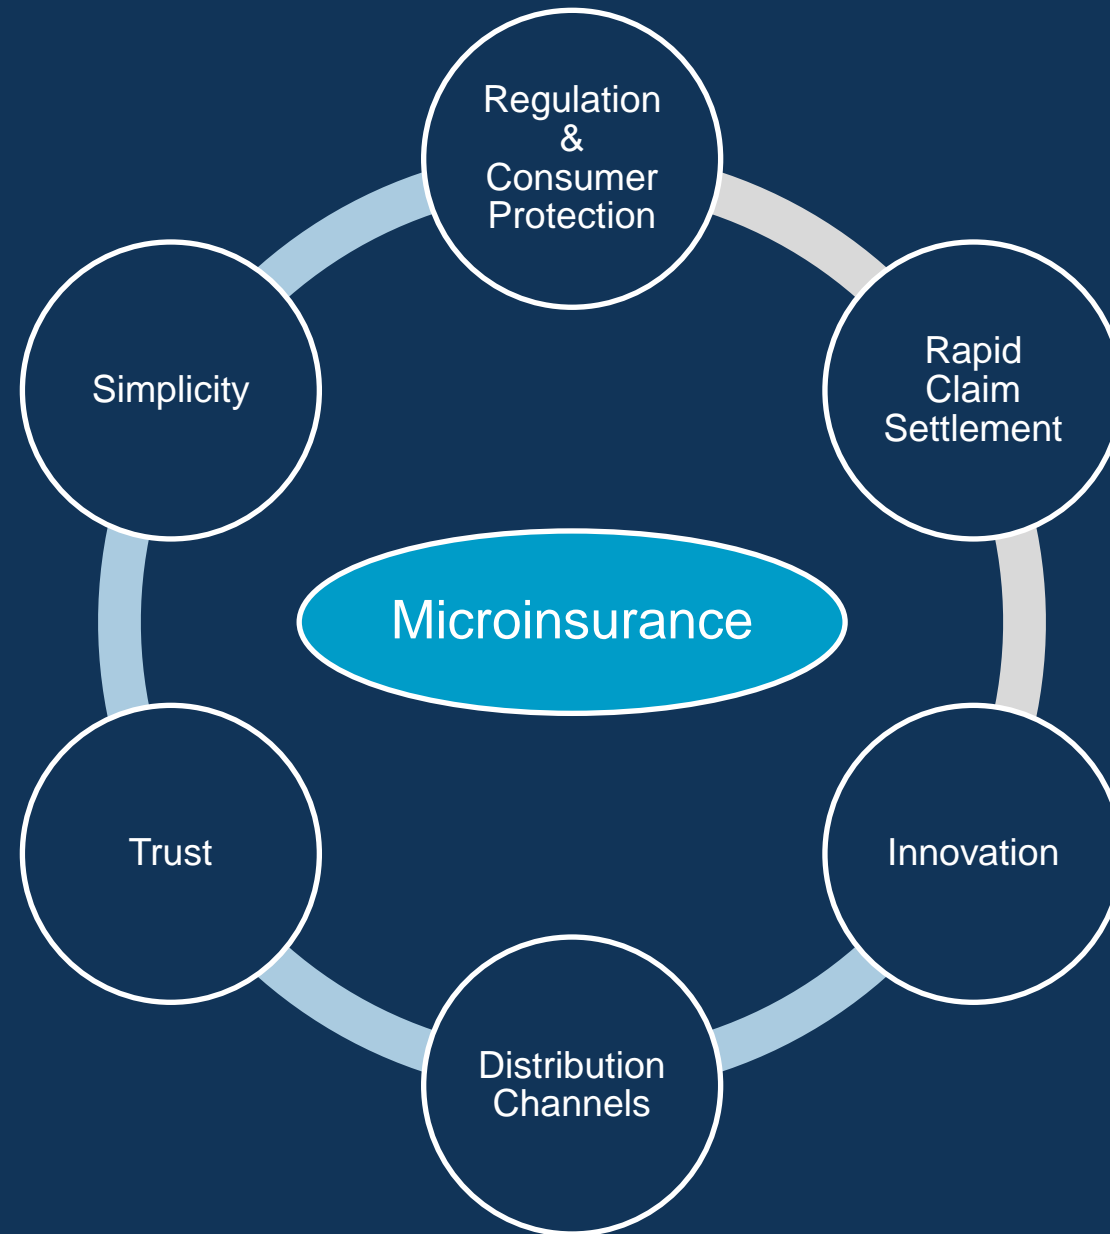 Regulation
&
Consumer
Protection
Rapid
Claim
Settlement
Simplicity
Microinsurance
Trust
Innovation
Distribution
Channels